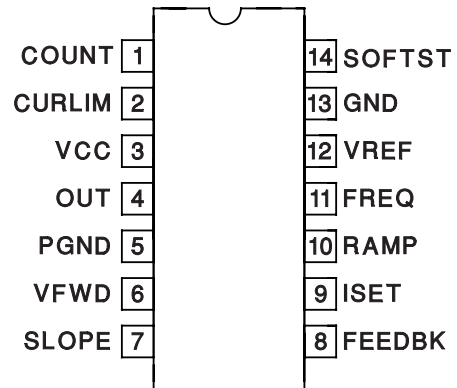 COUNT 1 14 SOFTST
CURLIM 2 13 GND
VCC 3 12 VREF
OUT 4 11 FREQ
PGND 5 10 RAMP
VFWD 6 9 ISET
SLOPE 7 8 FEEDBK